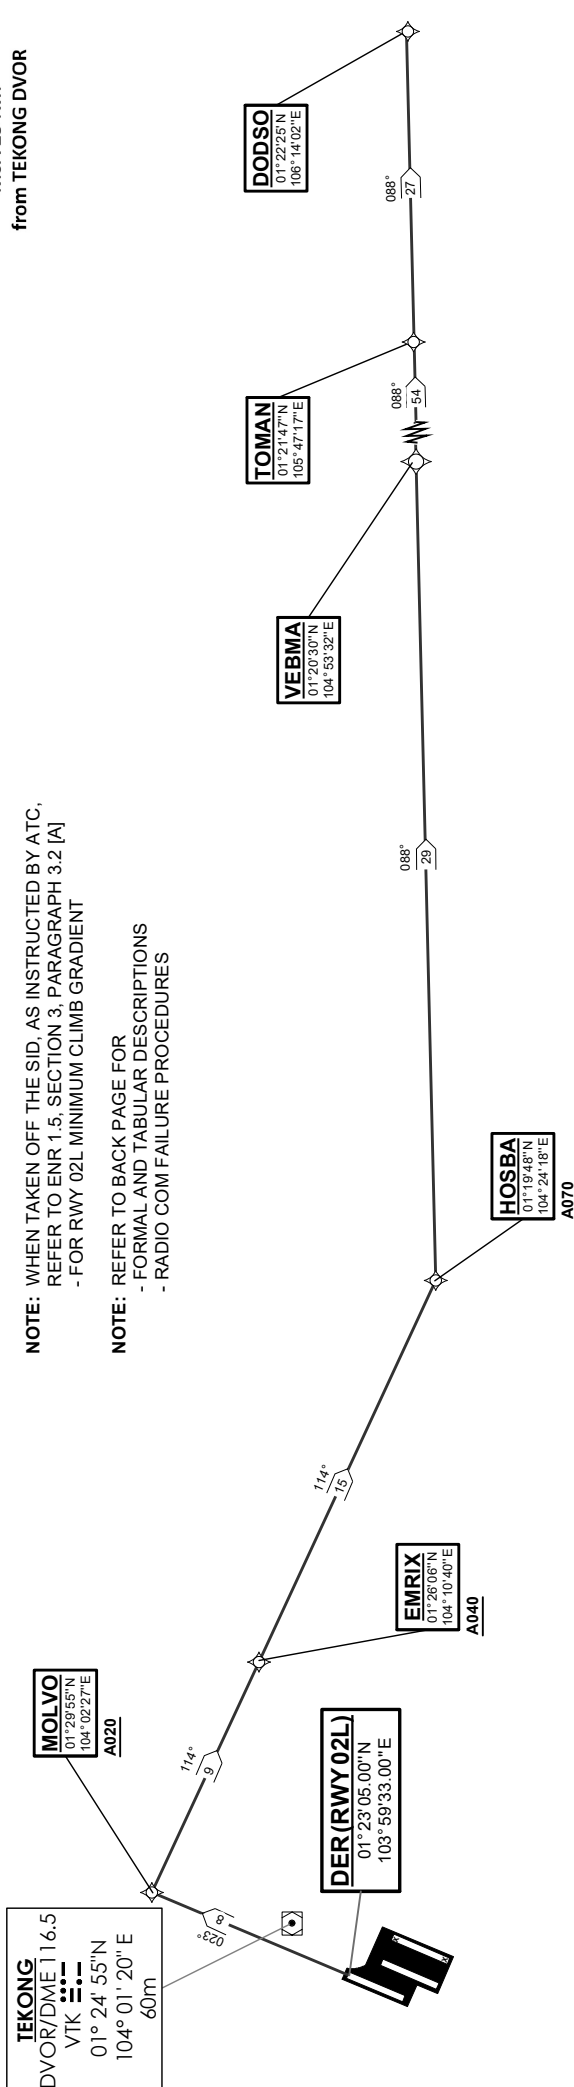 from TEKONG DVOR
DODSO
01°22'25"N
106°14'02"E
088°
27
TOMAN
01°21'47"N
105°47'17"E
088°
54
VEBMA
01°20'30"N
104°53'32"E
088°
29
NOTE: WHEN TAKEN OFF THE SID, AS INSTRUCTED BY ATC,
REFER TO ENR 1.5, SECTION 3, PARAGRAPH 3.2 [A]
- FOR RWY 02L MINIMUM CLIMB GRADIENT
NOTE: REFER TO BACK PAGE FOR
- FORMAL AND TABULAR DESCRIPTIONS
- RADIO COM FAILURE PROCEDURES
HOSBA
01°19'48"N
104°24'18"E
A070
114°
15
EMRIX
01°26'06"N
104°10'40"E
A040
MOLVO
01°29'55"N
104°02'27"E
A020
114°
9
DER(RWY02L)
01°23'05.00"N
103°59'33.00"E
023°
8
TEKONG
DVOR/DME 116.5
VTK
01° 24' 55"N
104° 01' 20" E
60m